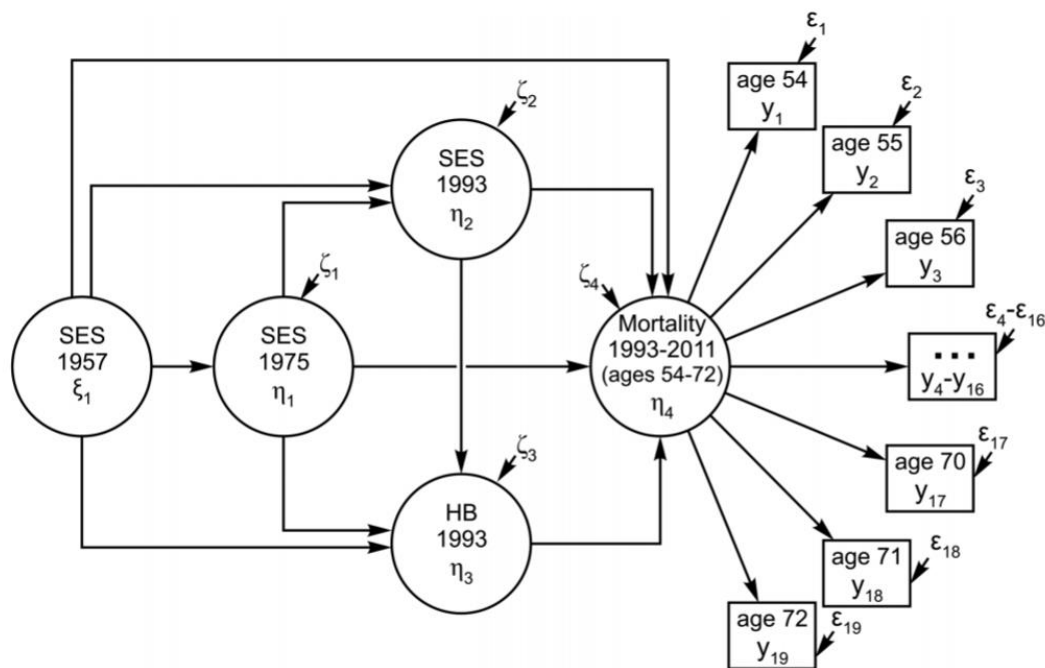 ε₁
age 54
y₁
ε₂
age 55
y₂
ζ₂
SES
1993
η₂
ε₃
age 56
y₃
ζ₁
ζ₄
SES
1957
ξ₁
SES
1975
η₁
Mortality
1993-2011
(ages 54-72)
η₄
ε₄-ε₁₆
...
y₄-y₁₆
ζ₃
HB
1993
η₃
ε₁₇
age 70
y₁₇
ε₁₈
age 71
y₁₈
ε₁₉
age 72
y₁₉